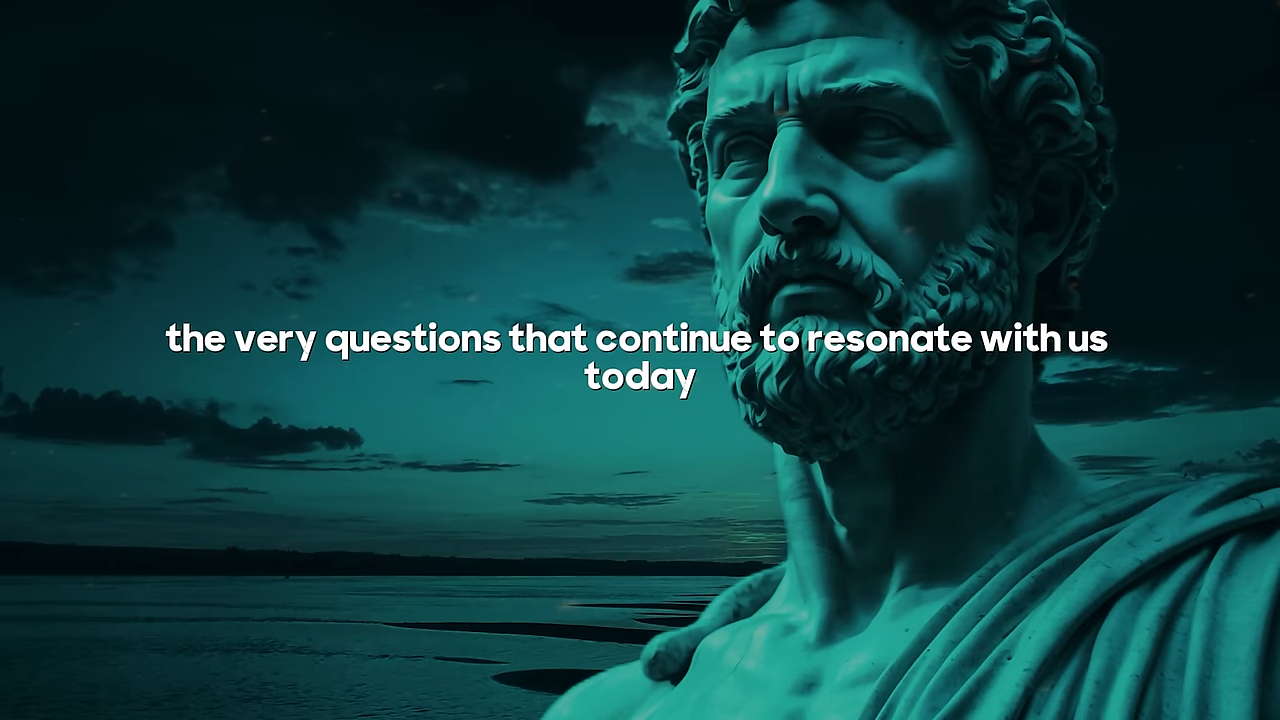 the very questions that continue to resonate with us
today